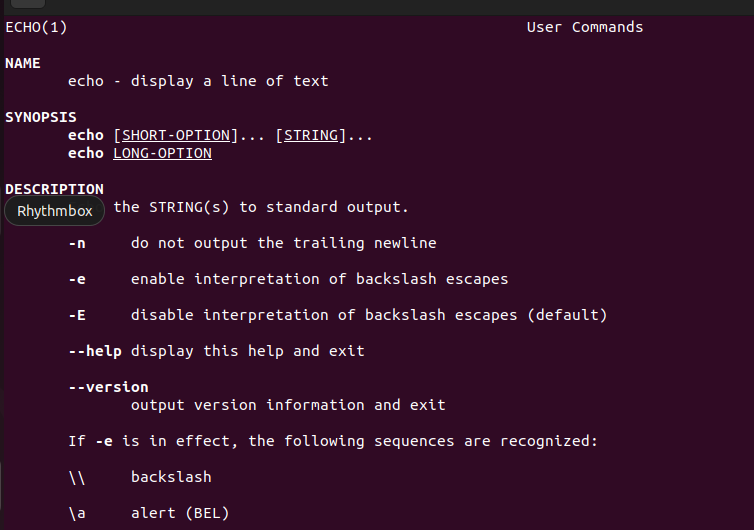 ECHO(1) User Commands
NAME
echo - display a line of text
SYNOPSIS
echo [SHORT-OPTION]... [STRING]...
echo LONG-OPTION
DESCRIPTION
Rhythmbox
the STRING(s) to standard output.
-n do not output the trailing newline
-e enable interpretation of backslash escapes
-E disable interpretation of backslash escapes (default)
--help display this help and exit
--version
output version information and exit
If -e is in effect, the following sequences are recognized:
\\ backslash
\a alert (BEL)